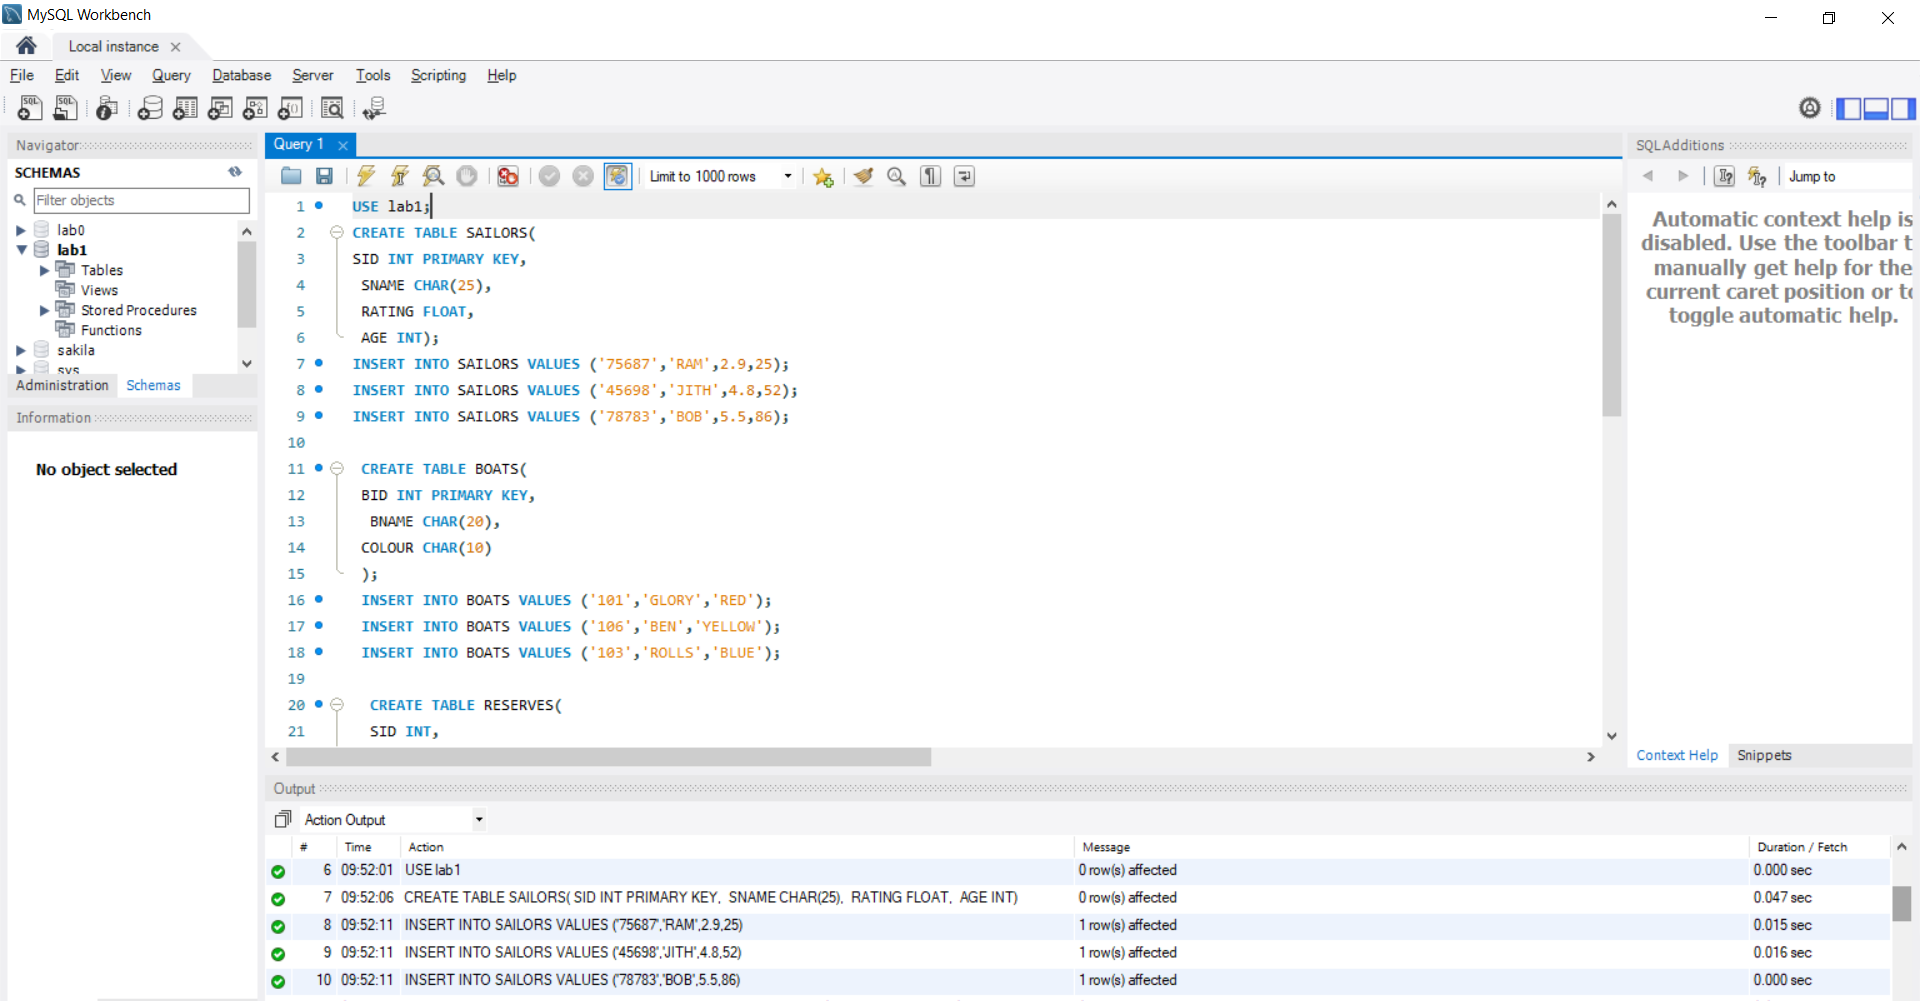 MySQL Workbench
Local instance
File Edit View Query Database Server Tools Scripting Help
Navigator
SCHEMAS
Filter objects
lab0
lab1
Tables
Views
Stored Procedures
Functions
sakila
sys
Administration Schemas
Information
No object selected
Query 1
Limit to 1000 rows
1 USE lab1;
2 CREATE TABLE SAILORS(
3 SID INT PRIMARY KEY,
4 SNAME CHAR(25),
5 RATING FLOAT,
6 AGE INT);
7 INSERT INTO SAILORS VALUES ('75687','RAM',2.9,25);
8 INSERT INTO SAILORS VALUES ('45698','JITH',4.8,52);
9 INSERT INTO SAILORS VALUES ('78783','BOB',5.5,86);
10
11 CREATE TABLE BOATS(
12 BID INT PRIMARY KEY,
13 BNAME CHAR(20),
14 COLOUR CHAR(10)
15 );
16 INSERT INTO BOATS VALUES ('101','GLORY','RED');
17 INSERT INTO BOATS VALUES ('106','BEN','YELLOW');
18 INSERT INTO BOATS VALUES ('103','ROLLS','BLUE');
19
20 CREATE TABLE RESERVES(
21 SID INT,
SQLAdditions
Jump to
Automatic context help is
disabled. Use the toolbar t
manually get help for the
current caret position or to
toggle automatic help.
Context Help Snippets
Output
Action Output
# Time Action Message Duration / Fetch
6 09:52:01 USE lab1 0 row(s) affected 0.000 sec
7 09:52:06 CREATE TABLE SAILORS( SID INT PRIMARY KEY, SNAME CHAR(25), RATING FLOAT, AGE INT) 0 row(s) affected 0.047 sec
8 09:52:11 INSERT INTO SAILORS VALUES ('75687','RAM',2.9,25) 1 row(s) affected 0.015 sec
9 09:52:11 INSERT INTO SAILORS VALUES ('45698','JITH',4.8,52) 1 row(s) affected 0.016 sec
10 09:52:11 INSERT INTO SAILORS VALUES ('78783','BOB',5.5,86) 1 row(s) affected 0.000 sec